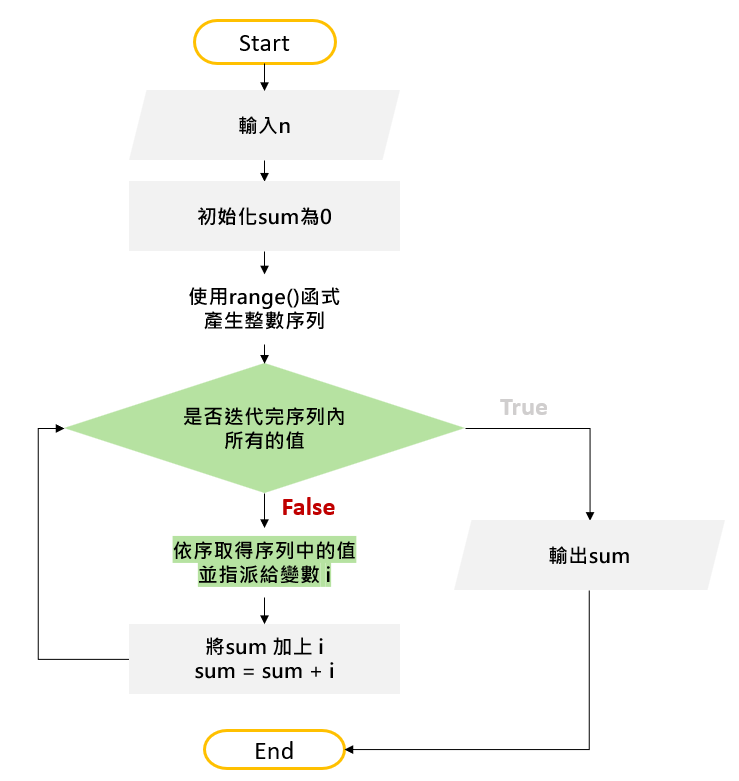 Start
輸入n
初始化sum為0
使用range()函式
產生整數序列
是否迭代完序列內
所有的值
True
False
依序取得序列中的值
並指派給變數 i
輸出sum
將sum 加上 i
sum = sum + i
End